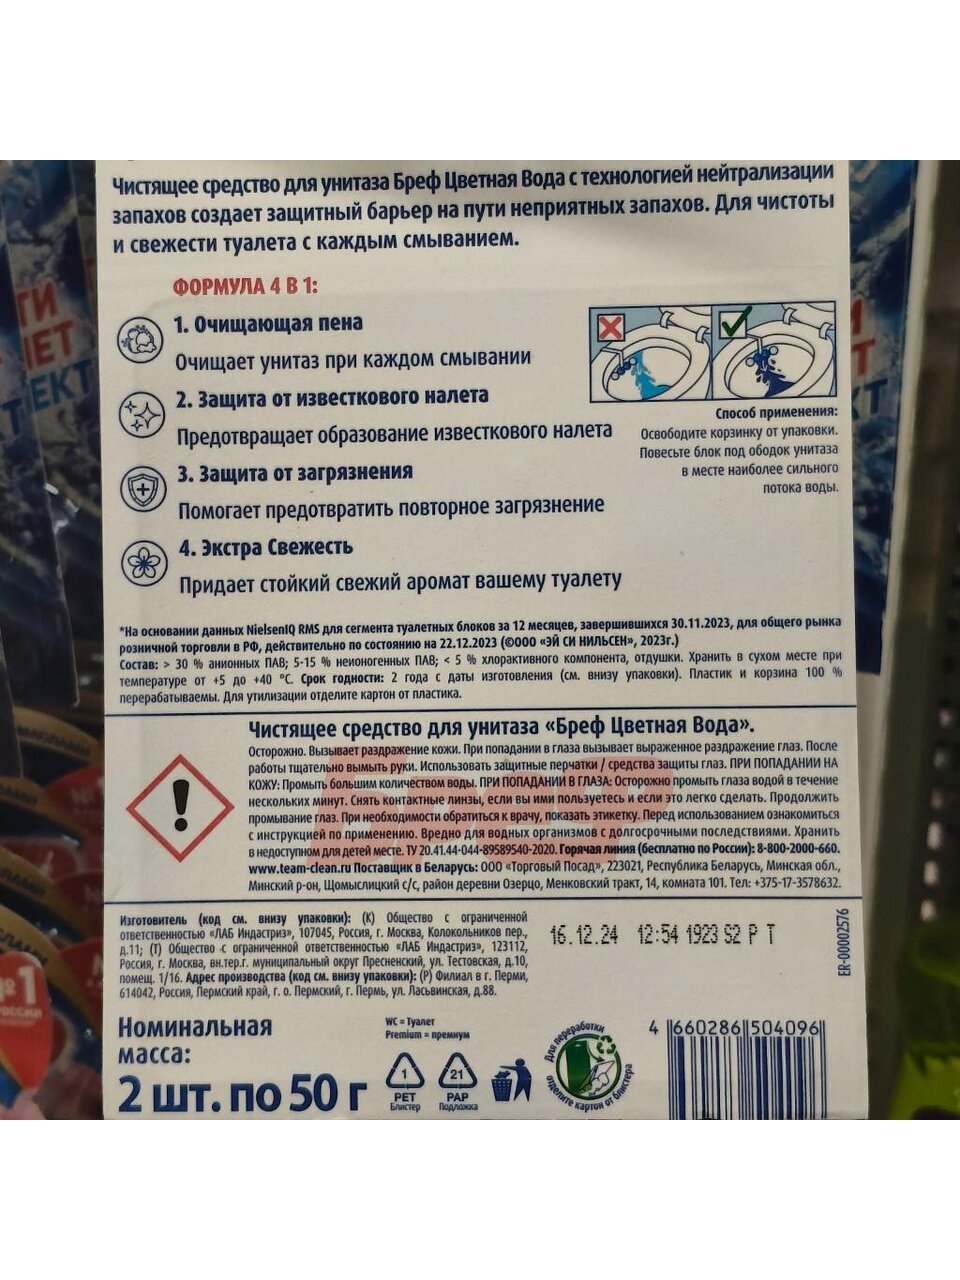 Чистящее средство для унитаза Бреф Цветная Вода с технологией нейтрализации
запахов создает защитный барьер на пути неприятных запахов. Для чистоты
и свежести туалета с каждым смыванием.
ФОРМУЛА 4 В 1:
1. Очищающая пена
Очищает унитаз при каждом смывании
2. Защита от известкового налета
Предотвращает образование известкового налета
3. Защита от загрязнения
Помогает предотвратить повторное загрязнение
4. Экстра Свежесть
Придает стойкий свежий аромат вашему туалету
Способ применения:
Освободите корзинку от упаковки.
Повесьте блок под ободок унитаза
в месте наиболее сильного
потока воды.
*На основании данных NielsenIQ RMS для сегмента туалетных блоков за 12 месяцев, завершившихся 30.11.2023, для общего рынка
розничной торговли в РФ, действительно по состоянию на 22.12.2023 (©ООО «ЭЙ СИ НИЛЬСЕН», 2023г.)
Состав: > 30 % анионных ПАВ; 5-15 % неионогенных ПАВ; < 5 % хлорактивного компонента, отдушки. Хранить в сухом месте при
температуре от +5 до +40 °С. Срок годности: 2 года с даты изготовления (см. внизу упаковки). Пластик и корзина 100 %
перерабатываемы. Для утилизации отделите картон от пластика.
Чистящее средство для унитаза «Бреф Цветная Вода».
Осторожно. Вызывает раздражение кожи. При попадании в глаза вызывает выраженное раздражение глаз. После
работы тщательно вымыть руки. Использовать защитные перчатки / средства защиты глаз. ПРИ ПОПАДАНИИ НА
КОЖУ: Промыть большим количеством воды. ПРИ ПОПАДАНИИ В ГЛАЗА: Осторожно промыть глаза водой в течение
нескольких минут. Снять контактные линзы, если вы ими пользуетесь и если это легко сделать. Продолжить
промывание глаз. При необходимости обратиться к врачу, показать этикетку. Перед использованием ознакомиться
с инструкцией по применению. Вредно для водных организмов с долгосрочными последствиями. Хранить
в недоступном для детей месте. ТУ 20.41.44-044-89589540-2020. Горячая линия (бесплатно по России): 8-800-2000-660.
www.team-clean.ru Поставщик в Беларусь: ООО «Торговый Посад», 223021, Республика Беларусь, Минская обл.,
Минский р-он, Щомыслицкий с/с, район деревни Озерцо, Менковский тракт, 14, комната 101. Тел: +375-17-3578632.
Изготовитель (код см. внизу упаковки): (К) Общество с ограниченной
ответственностью «ЛАБ Индастриз», 107045, Россия, г. Москва, Колокольников пер.,
д.11; (Т) Общество с ограниченной ответственностью «ЛАБ Индастриз», 123112,
Россия, г. Москва, вн.тер.г. муниципальный округ Пресненский, ул. Тестовская, д.10,
помещ. 1/16. Адрес производства (код см. внизу упаковки): (Р) Филиал в г. Перми,
614042, Россия, Пермский край, г. о. Пермский, г. Пермь, ул. Ласьвинская, д.88.
16.12.24 12:54 1923 S2 P T
ER-00002576
Номинальная
масса:
2 шт. по 50 г
WC = Туалет
Premium = премиум
1
PET
Блистер
21
PAP
Подложка
Для переработки
отделите картон от блистера
4 660286 504096